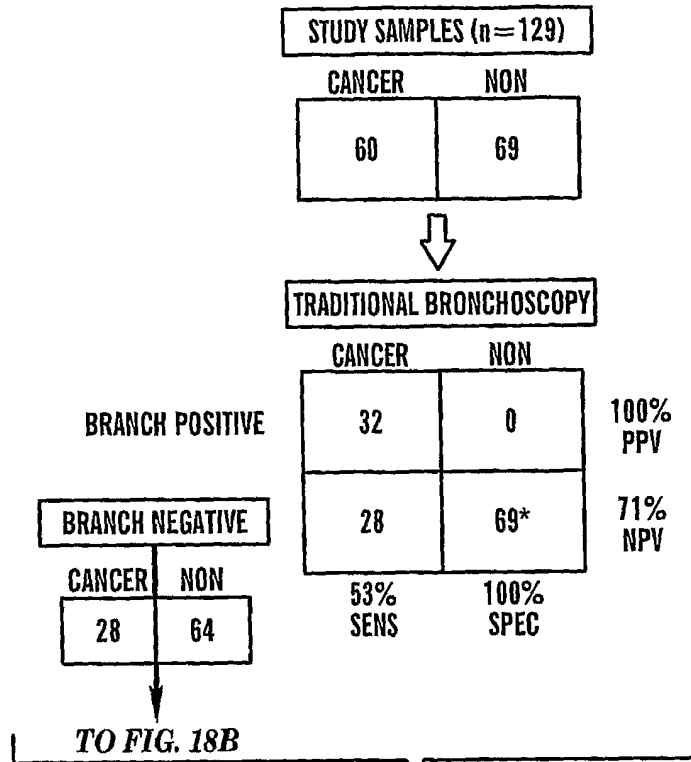 STUDY SAMPLES (n=129)
CANCER NON
60 69
TRADITIONAL BRONCHOSCOPY
CANCER NON
BRANCH POSITIVE 32 0 100% PPV
BRANCH NEGATIVE 28 69* 71% NPV
CANCER NON 53% SENS 100% SPEC
28 64
TO FIG. 18B